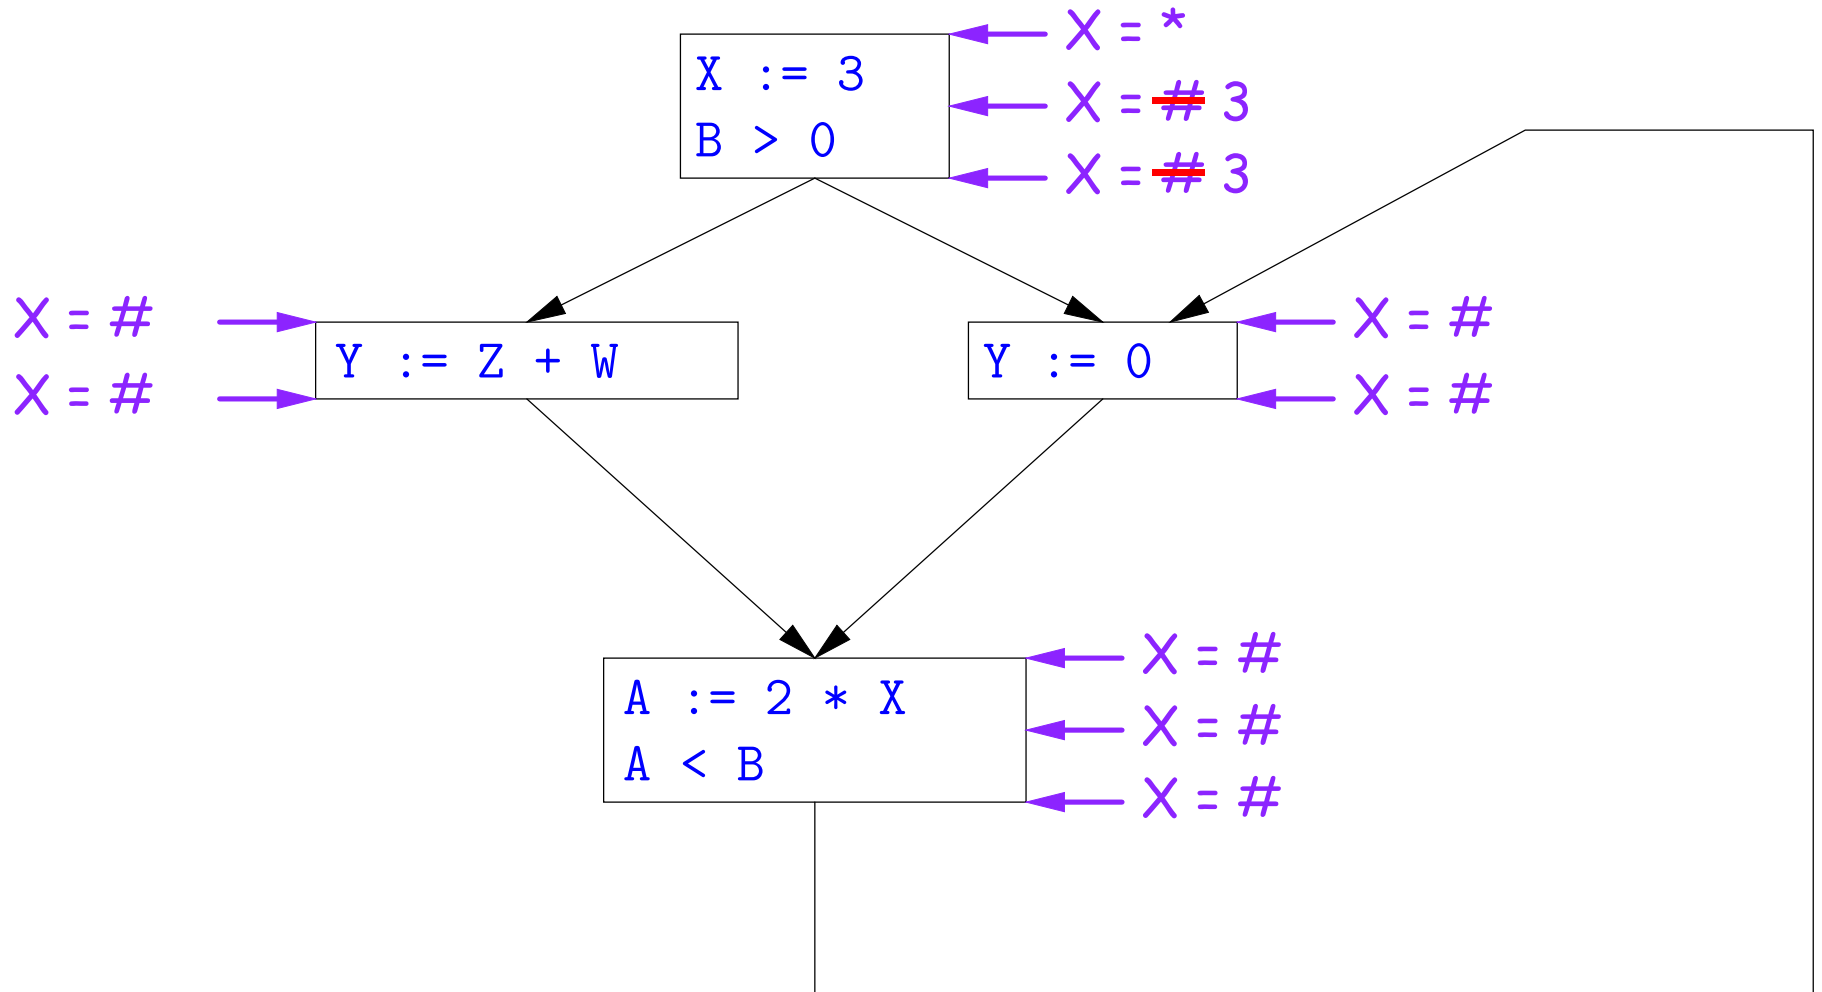 X = *
X := 3
X = # 3
B > 0
X = # 3
X = #
X = #
Y := Z + W
Y := 0
X = #
X = #
X = #
A := 2 * X
X = #
A < B
X = #